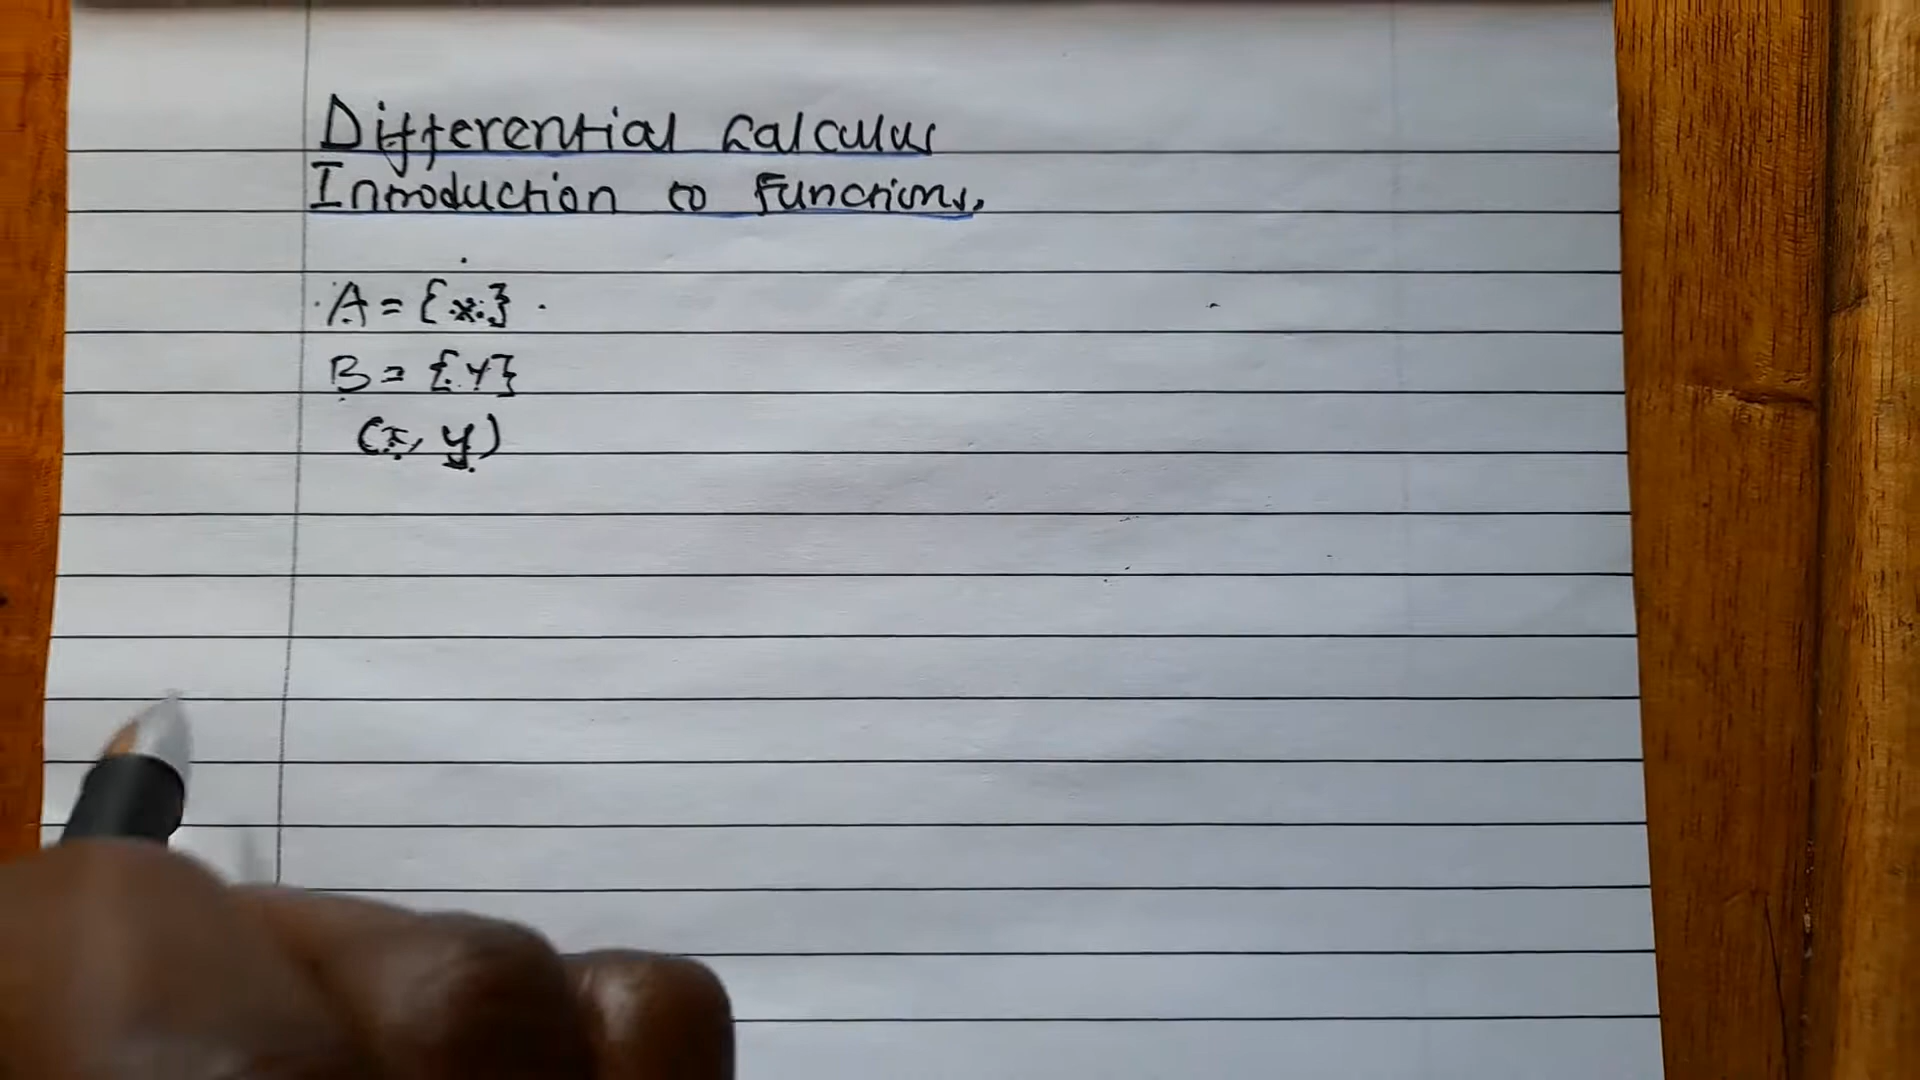 Differential Calculus
Introduction to Functions.
A = {x}
B = {Y}
(x, y)